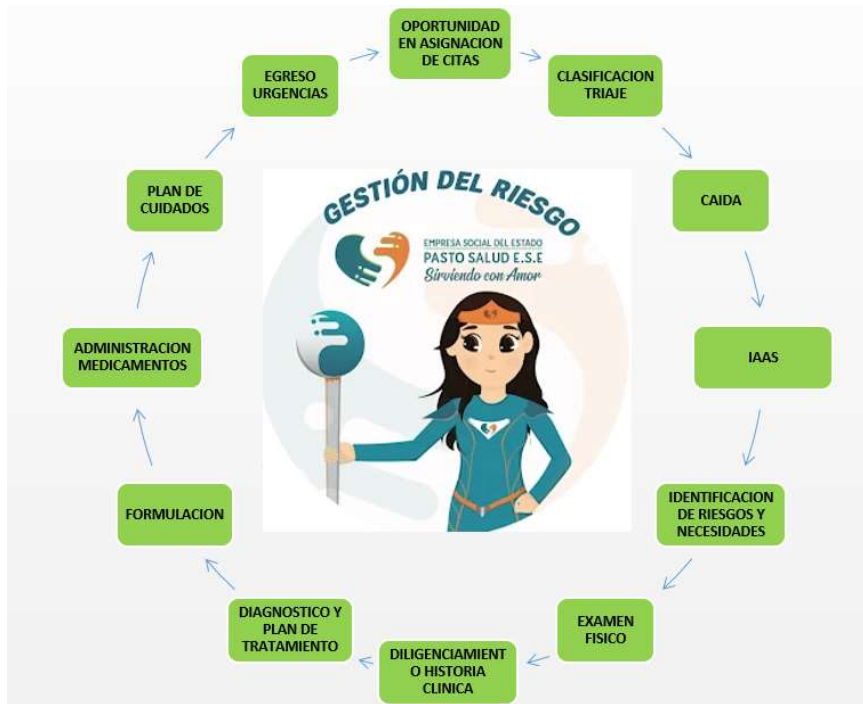 OPORTUNIDAD
EN ASIGNACION
DE CITAS
CLASIFICACION
TRIAJE
CAIDA
IAAS
IDENTIFICACION
DE RIESGOS Y
NECESIDADES
EXAMEN
FISICO
DILIGENCIAMIENT
O HISTORIA
CLINICA
DIAGNOSTICO Y
PLAN DE
TRATAMIENTO
FORMULACION
ADMINISTRACION
MEDICAMENTOS
PLAN DE
CUIDADOS
EGRESO
URGENCIAS
GESTIÓN DEL RIESGO
EMPRESA SOCIAL DEL ESTADO
PASTO SALUD E.S.E
Sirviendo con Amor